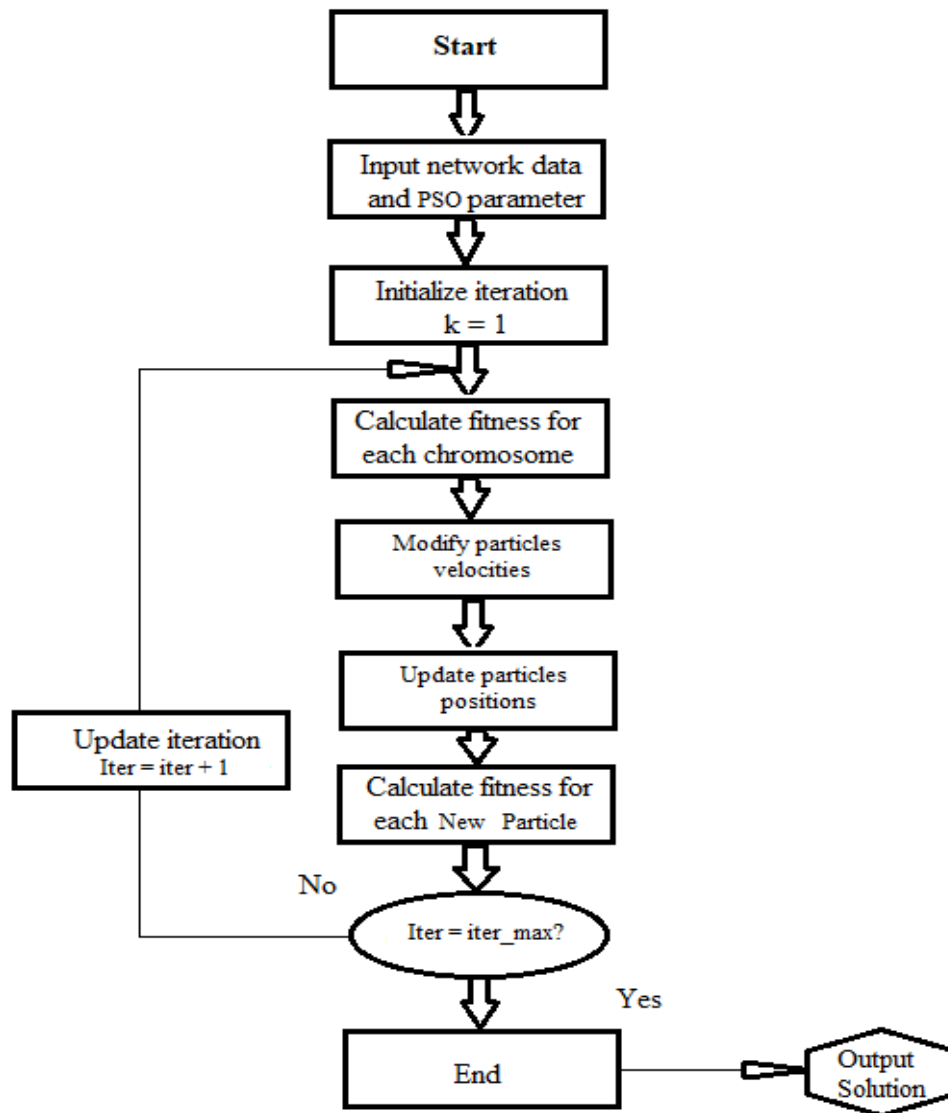 Start
Input network data
and PSO parameter
Initialize iteration
k = 1
Calculate fitness for
each chromosome
Modify particles
velocities
Update particles
positions
Update iteration
Iter = iter + 1
Calculate fitness for
each New Particle
No
Iter = iter_max?
Yes
End
Output
Solution